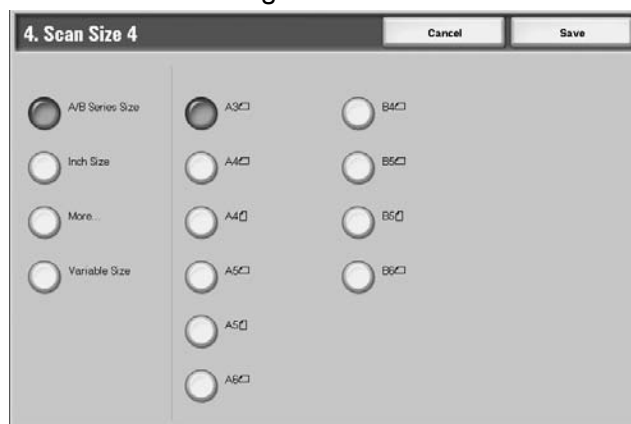 4. Scan Size 4
Cancel
Save
A/B Series Size
Inch Size
More...
Variable Size
A3
A4
A4
A5
A5
A6
B4
B5
B5
B6